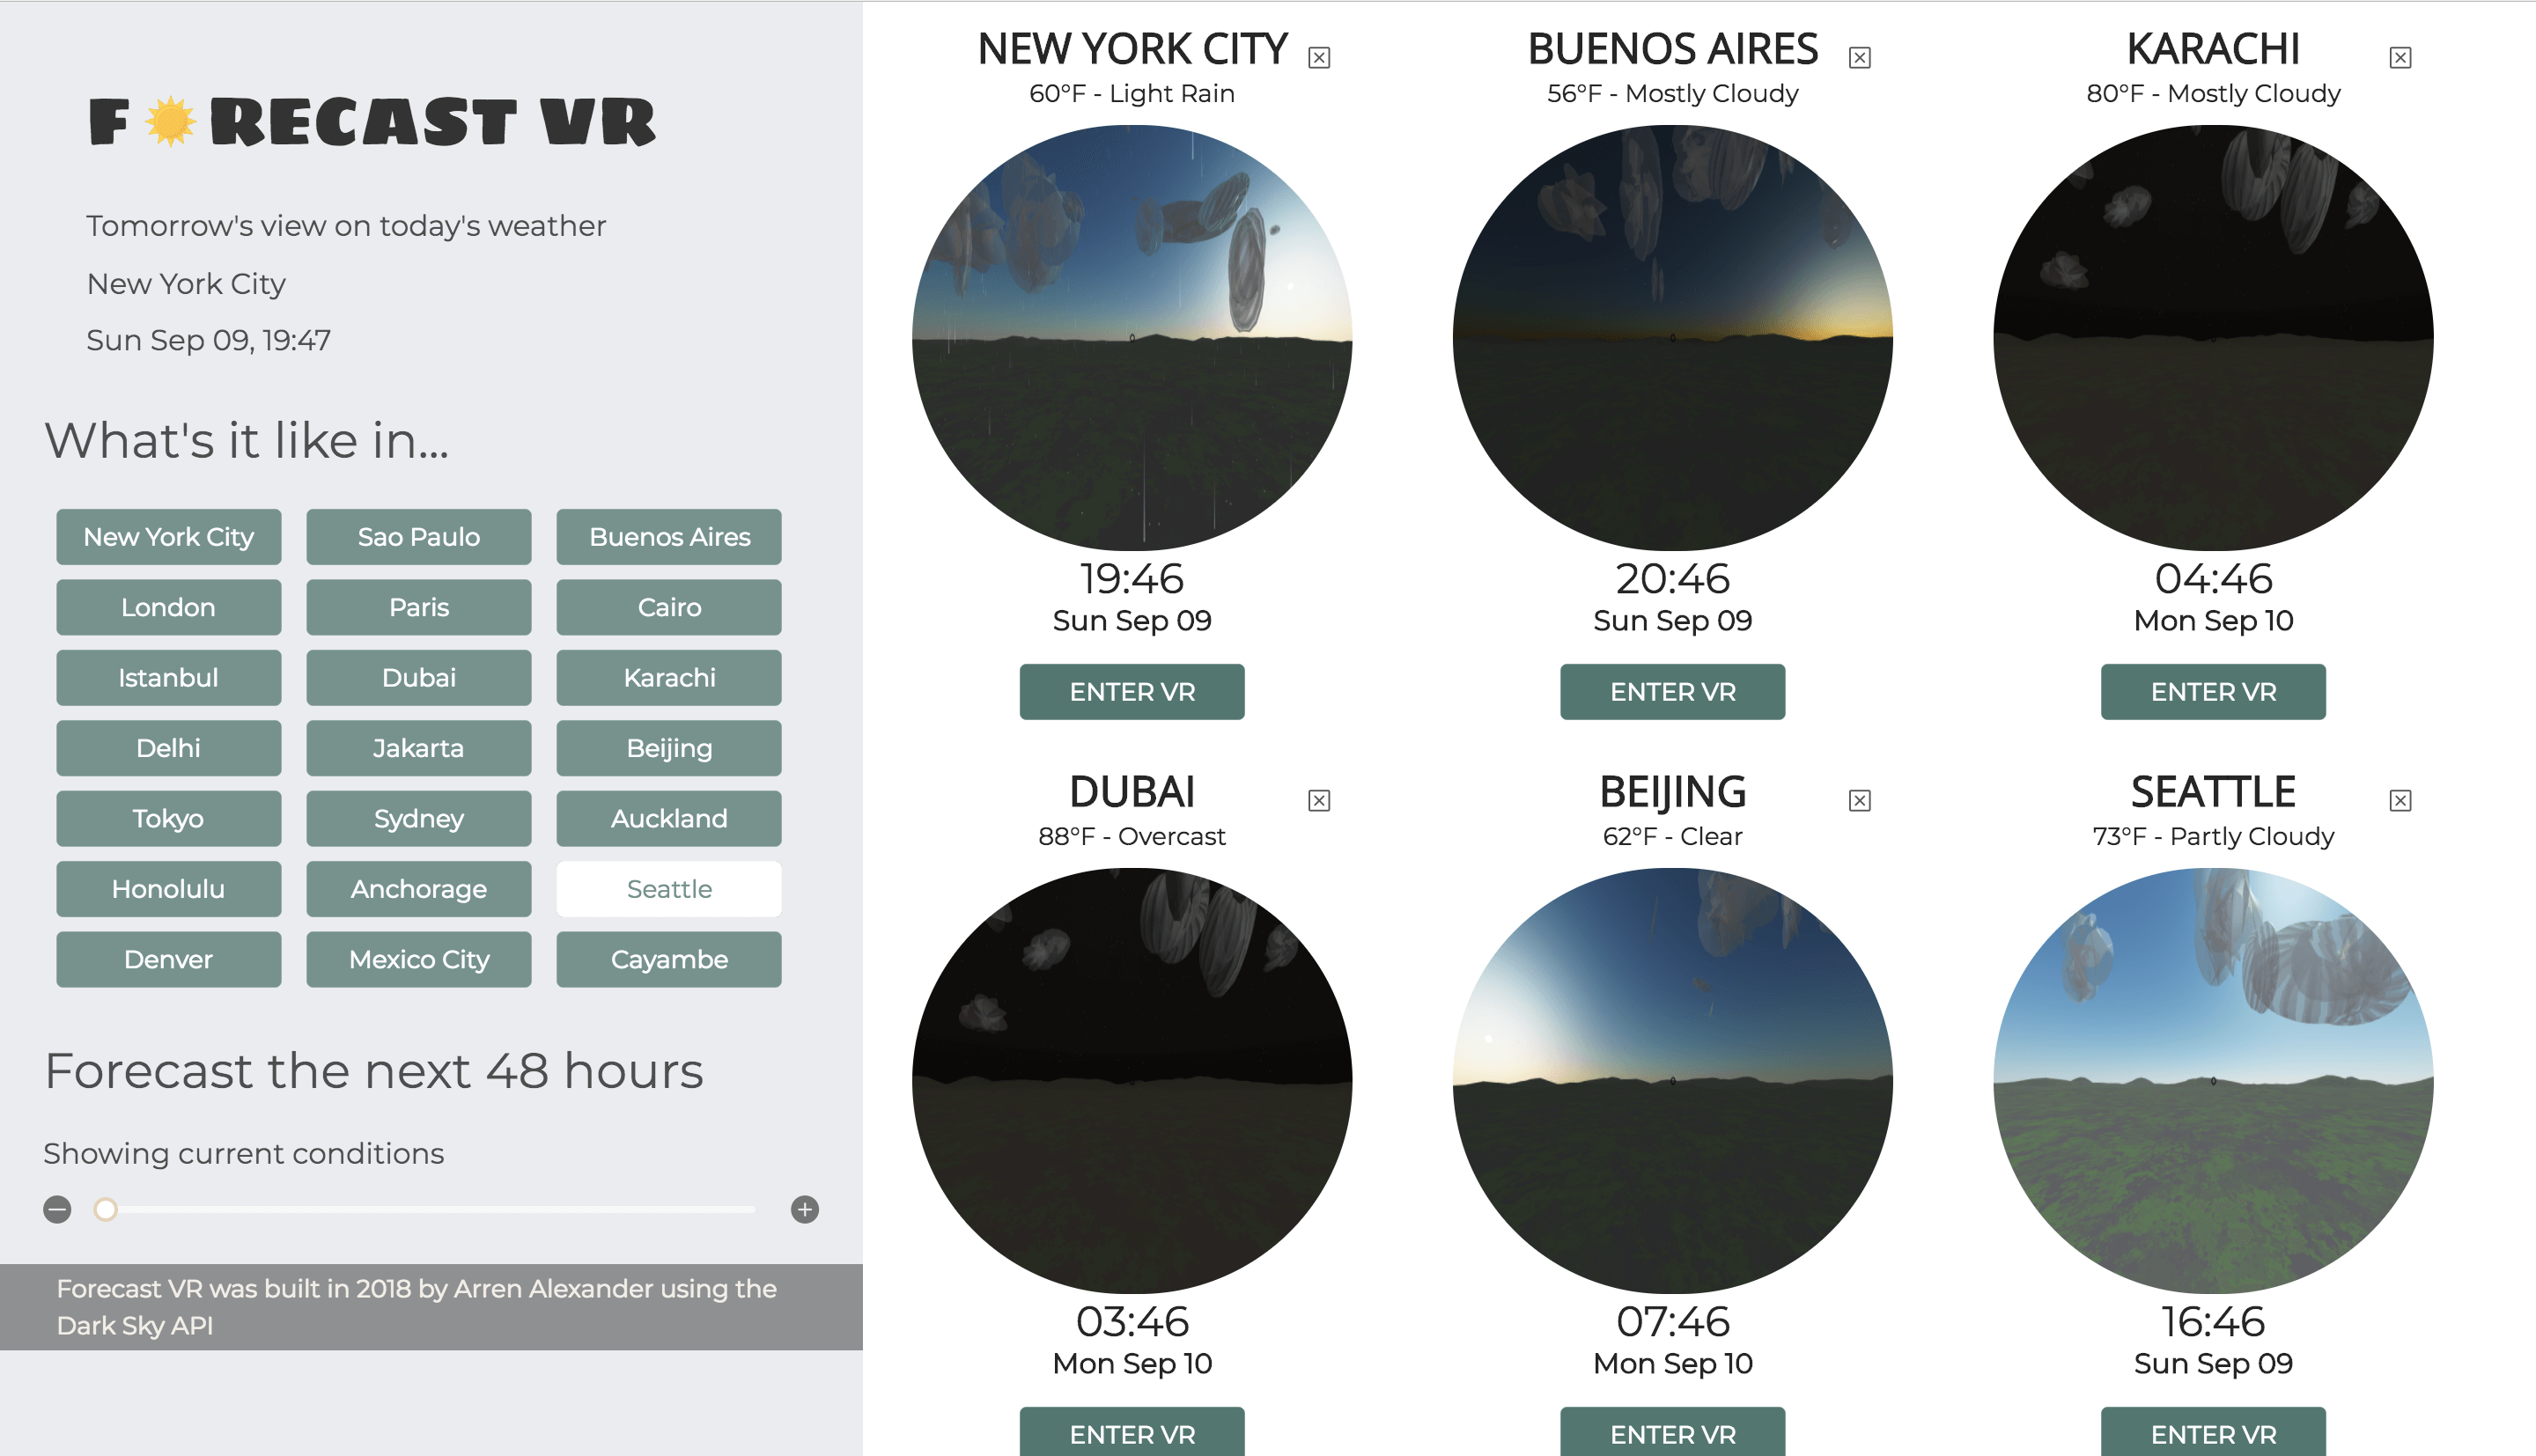 F RECAST VR
Tomorrow's view on today's weather
New York City
Sun Sep 09, 19:47
What's it like in...
New York City
Sao Paulo
Buenos Aires
London
Paris
Cairo
Istanbul
Dubai
Karachi
Delhi
Jakarta
Beijing
Tokyo
Sydney
Auckland
Honolulu
Anchorage
Seattle
Denver
Mexico City
Cayambe
Forecast the next 48 hours
Showing current conditions
Forecast VR was built in 2018 by Arren Alexander using the
Dark Sky API
NEW YORK CITY
60°F - Light Rain
19:46
Sun Sep 09
ENTER VR
BUENOS AIRES
56°F - Mostly Cloudy
20:46
Sun Sep 09
ENTER VR
KARACHI
80°F - Mostly Cloudy
04:46
Mon Sep 10
ENTER VR
DUBAI
88°F - Overcast
03:46
Mon Sep 10
ENTER VR
BEIJING
62°F - Clear
07:46
Mon Sep 10
ENTER VR
SEATTLE
73°F - Partly Cloudy
16:46
Sun Sep 09
ENTER VR